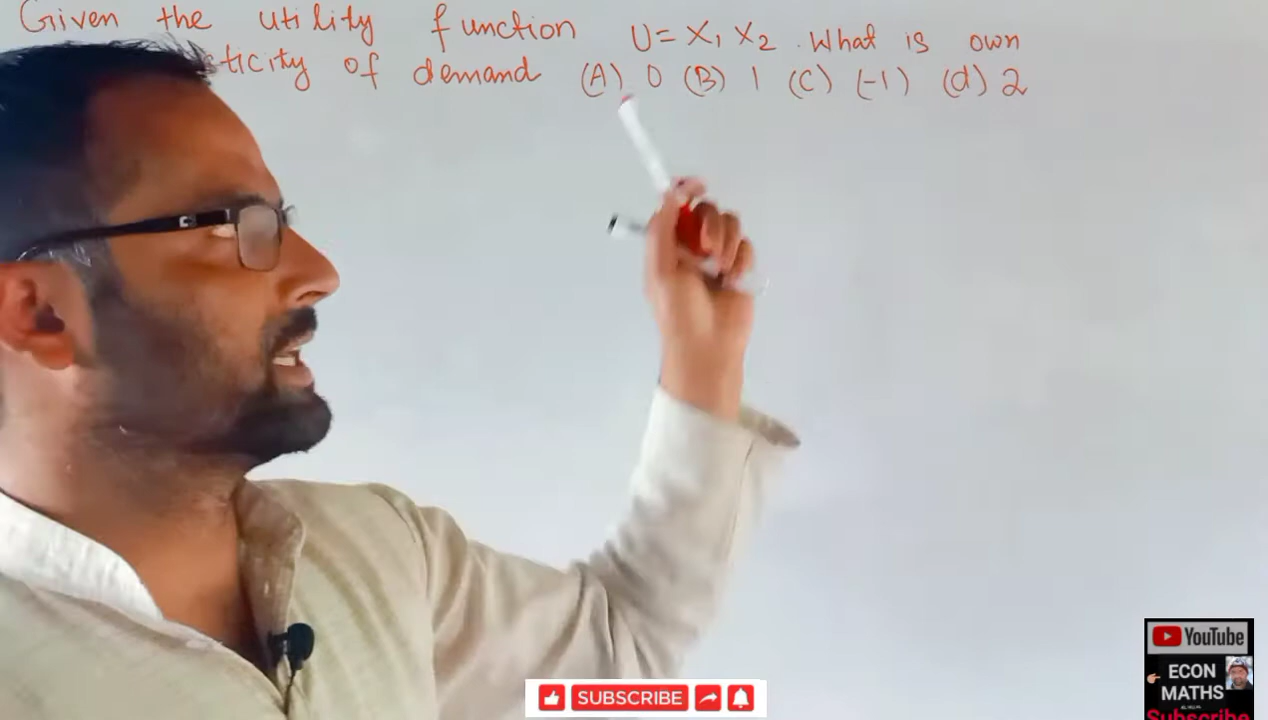 Given the utility function U = X₁ X₂ . What is own
of demand (A) 0 (B) 1 (C) (-1) (d) 2
SUBSCRIBE
YouTube
ECON
MATHS
Subscribe